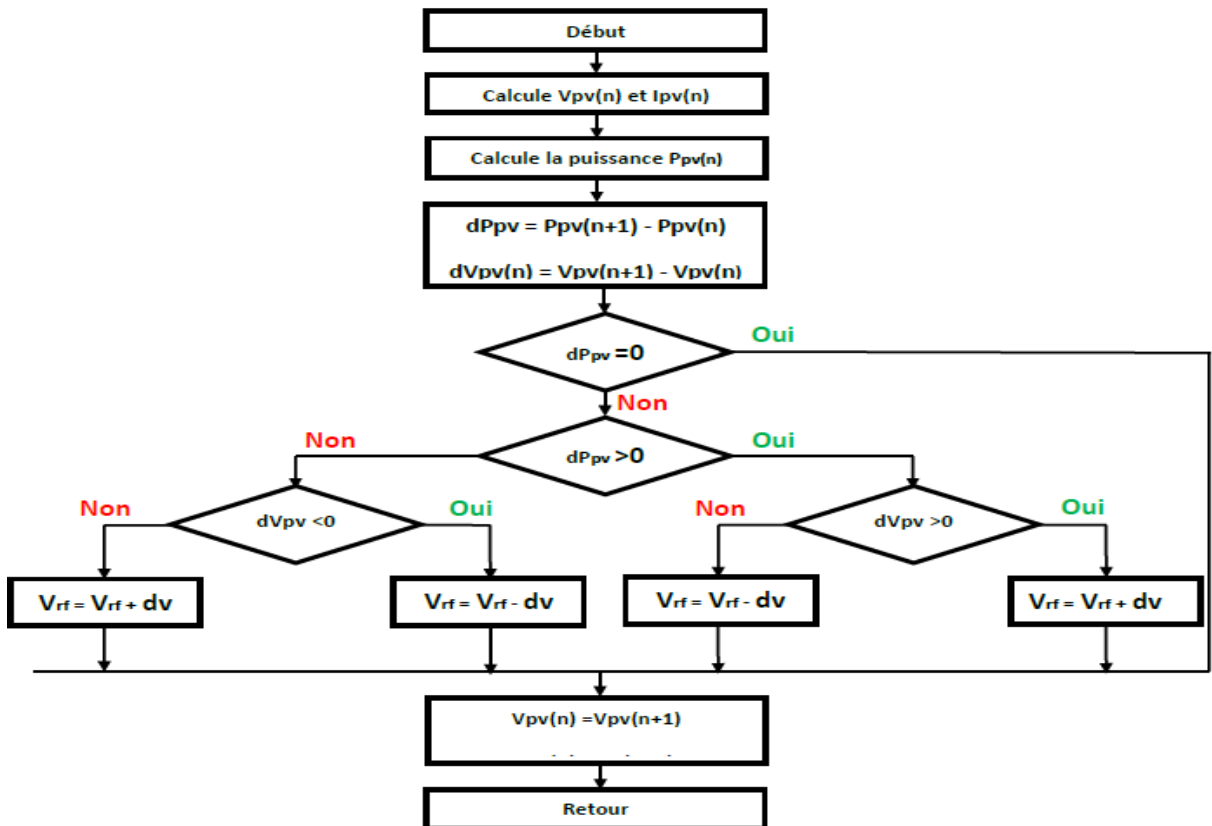 Début
Calcule Vpv(n) et Ipv(n)
Calcule la puissance Ppv(n)
dPpv = Ppv(n+1) - Ppv(n)
dVpv(n) = Vpv(n+1) - Vpv(n)
Oui
dPpv =0
Non
Non
dPpv >0
Oui
Non
dVpv <0
Oui
Non
dVpv >0
Oui
Vrf = Vrf + dv
Vrf = Vrf - dv
Vrf = Vrf - dv
Vrf = Vrf + dv
Vpv(n) =Vpv(n+1)
Retour